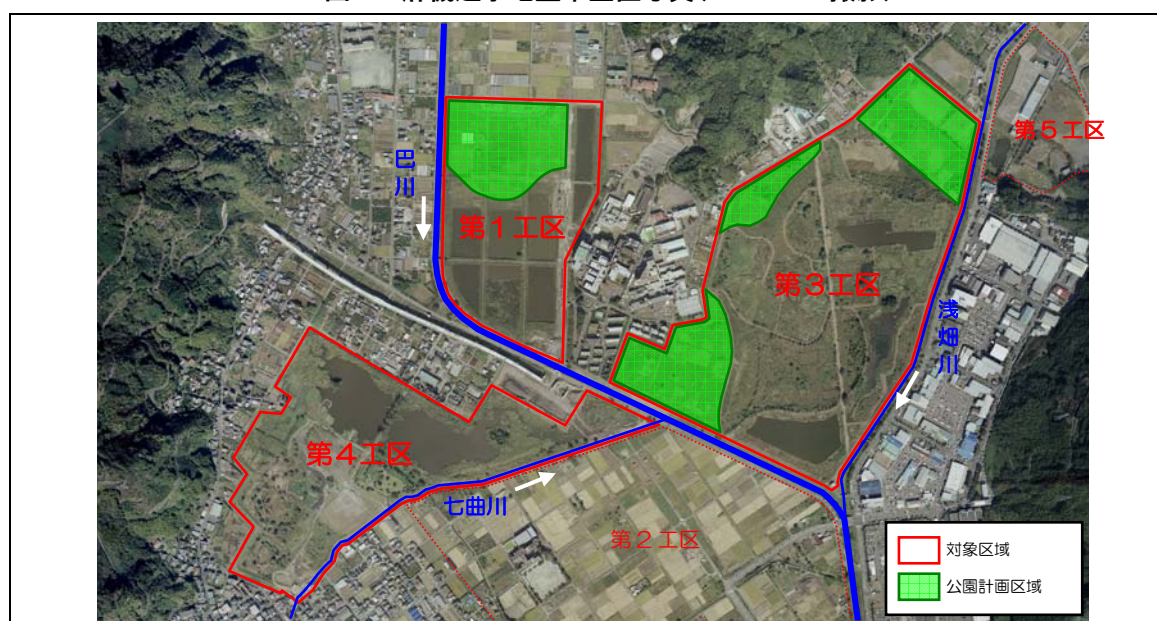 巴川
第1工区
第3工区
第5工区
浅畑川
第4工区
七曲川
第2工区
対象区域
公園計画区域